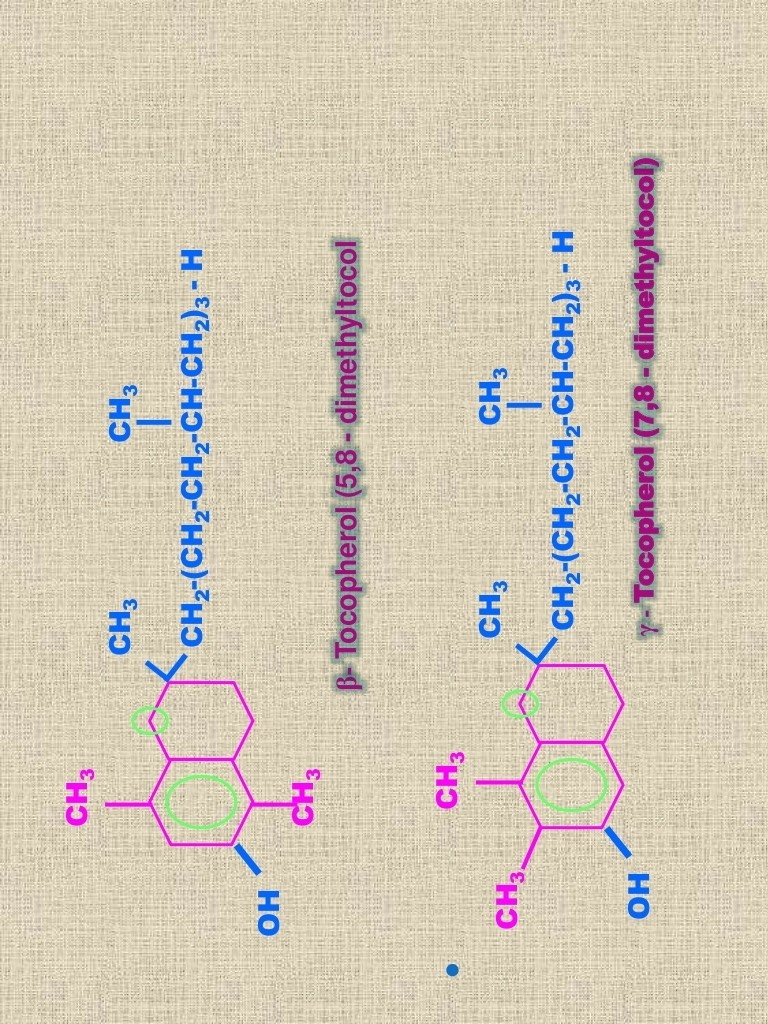 CH3
CH3
CH3
CH2-(CH2-CH2-CH-CH2)3 - H
CH3
OH
β- Tocopherol (5,8 - dimethyltocol
CH3
CH3
CH3
CH2-(CH2-CH2-CH-CH2)3 - H
CH3
OH
γ - Tocopherol (7,8 - dimethyltocol)